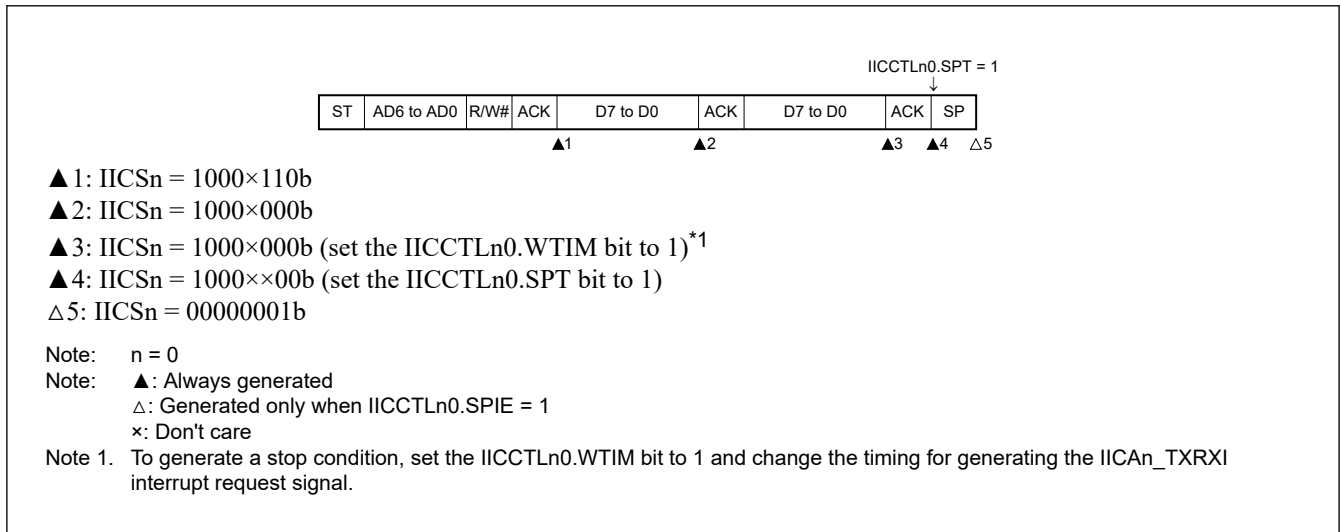 IICCTLn0.SPT = 1
↓
ST AD6 to AD0 R/W# ACK D7 to D0 ACK D7 to D0 ACK SP
▲1 ▲2 ▲3 ▲4 △5
▲1: IICSn = 1000×110b
▲2: IICSn = 1000×000b
▲3: IICSn = 1000×000b (set the IICCTLn0.WTIM bit to 1)*1
▲4: IICSn = 1000××00b (set the IICCTLn0.SPT bit to 1)
△5: IICSn = 00000001b
Note: n = 0
Note: ▲: Always generated
△: Generated only when IICCTLn0.SPIE = 1
×: Don't care
Note 1. To generate a stop condition, set the IICCTLn0.WTIM bit to 1 and change the timing for generating the IICAn_TXRXI
interrupt request signal.